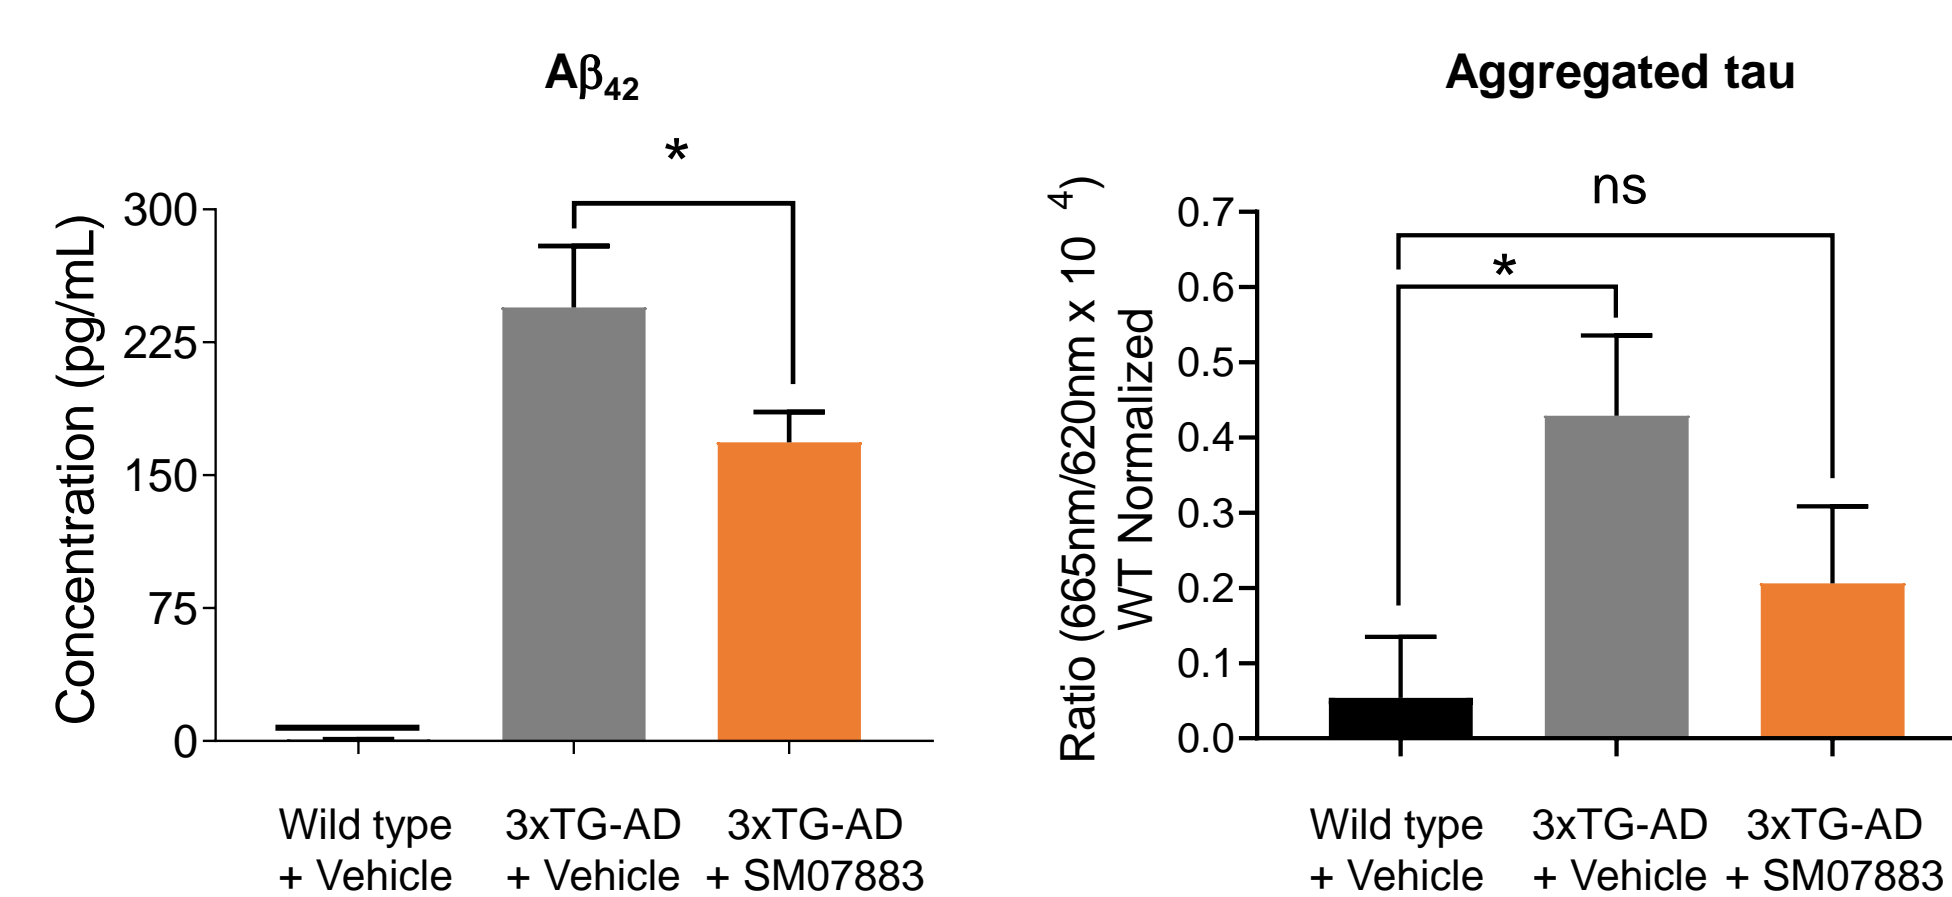 Aβ42
*
300
225
150
75
0
Concentration (pg/mL)
Wild type + Vehicle
3xTG-AD + Vehicle
3xTG-AD + SM07883
Aggregated tau
ns
*
0.7
0.6
0.5
0.4
0.3
0.2
0.1
0.0
Ratio (665nm/620nm x 10 4)
WT Normalized
Wild type + Vehicle
3xTG-AD + Vehicle
3xTG-AD + SM07883